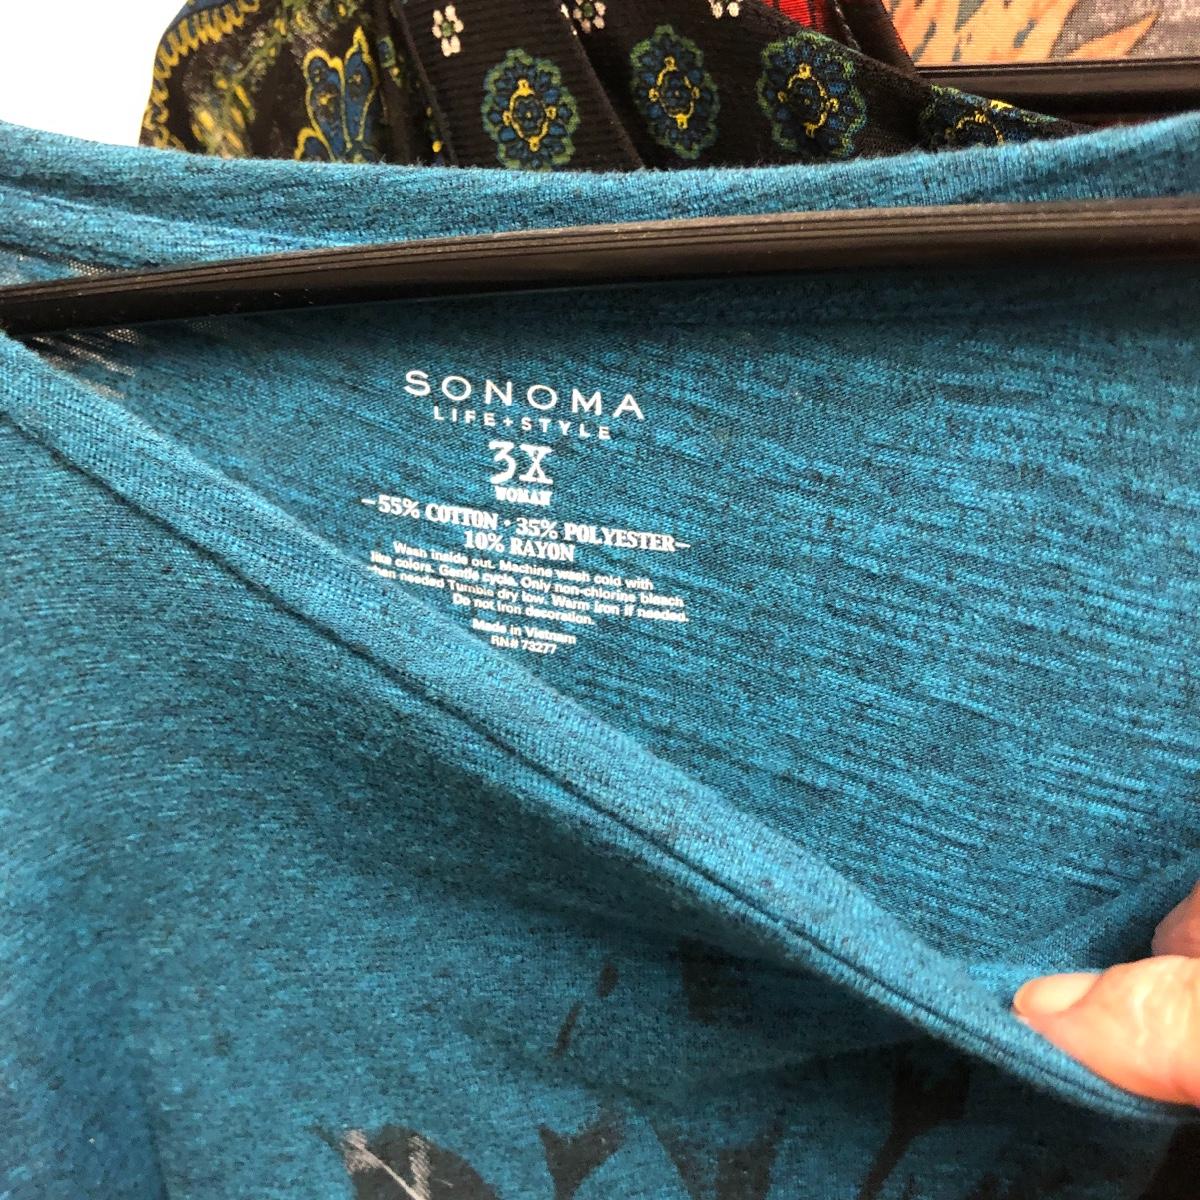 SONOMA
LIFE+STYLE
3X
WOMAN
-55% COTTON · 35% POLYESTER-
10% RAYON
Wash inside out. Machine wash cold with
like colors. Gentle cycle. Only non-chlorine bleach
hen needed Tumble dry low. Warm iron if needed.
Do not iron decoration.
Made in Vietnam
RN# 73277